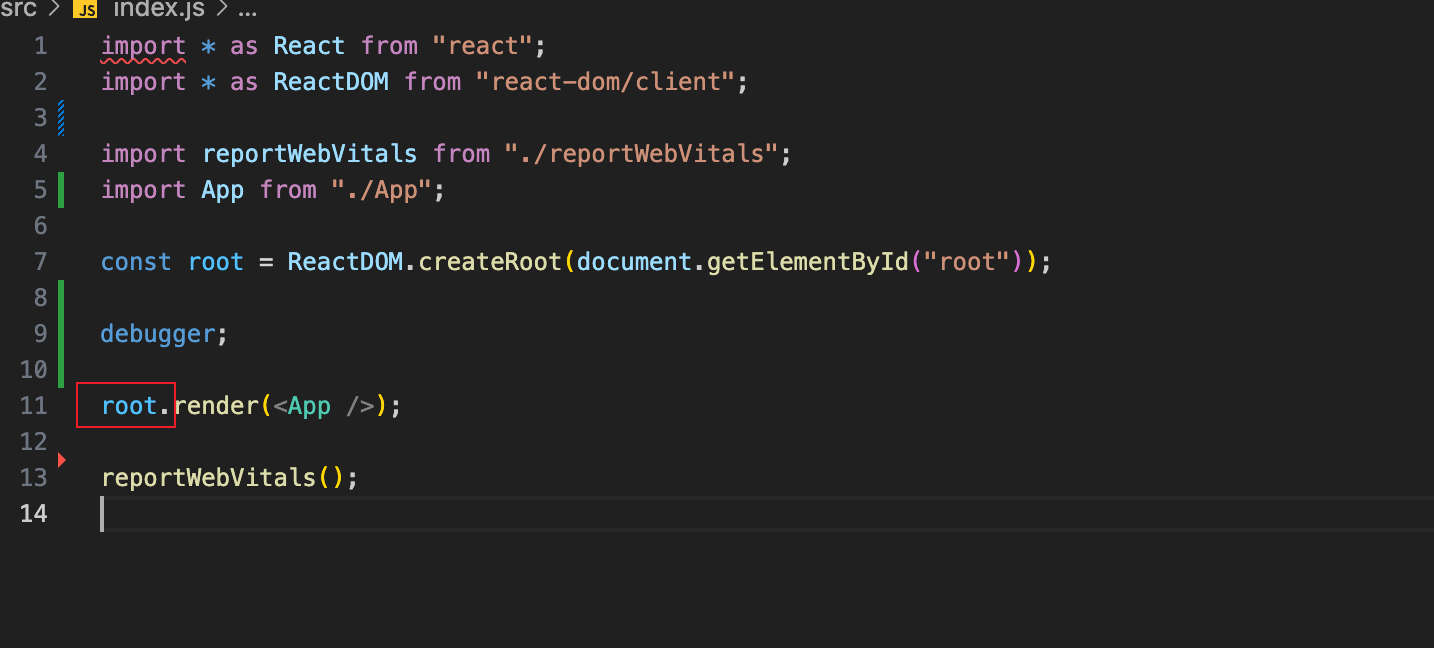 src > JS index.js > ...
1 import * as React from "react";
2 import * as ReactDOM from "react-dom/client";
3
4 import reportWebVitals from "./reportWebVitals";
5 import App from "./App";
6
7 const root = ReactDOM.createRoot(document.getElementById("root"));
8
9 debugger;
10
11 root.render(<App />);
12
13 reportWebVitals();
14